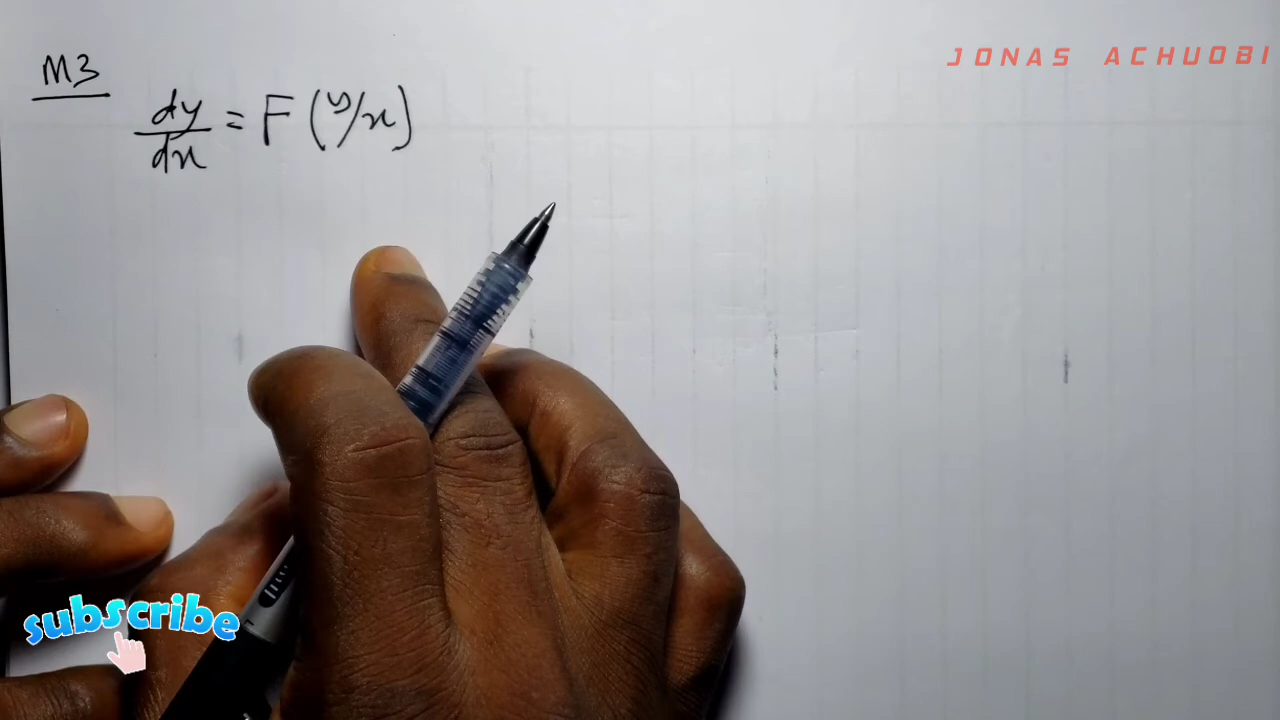 M3
JONAS ACHUOBI
dy/dx = F (y/x)
subscribe